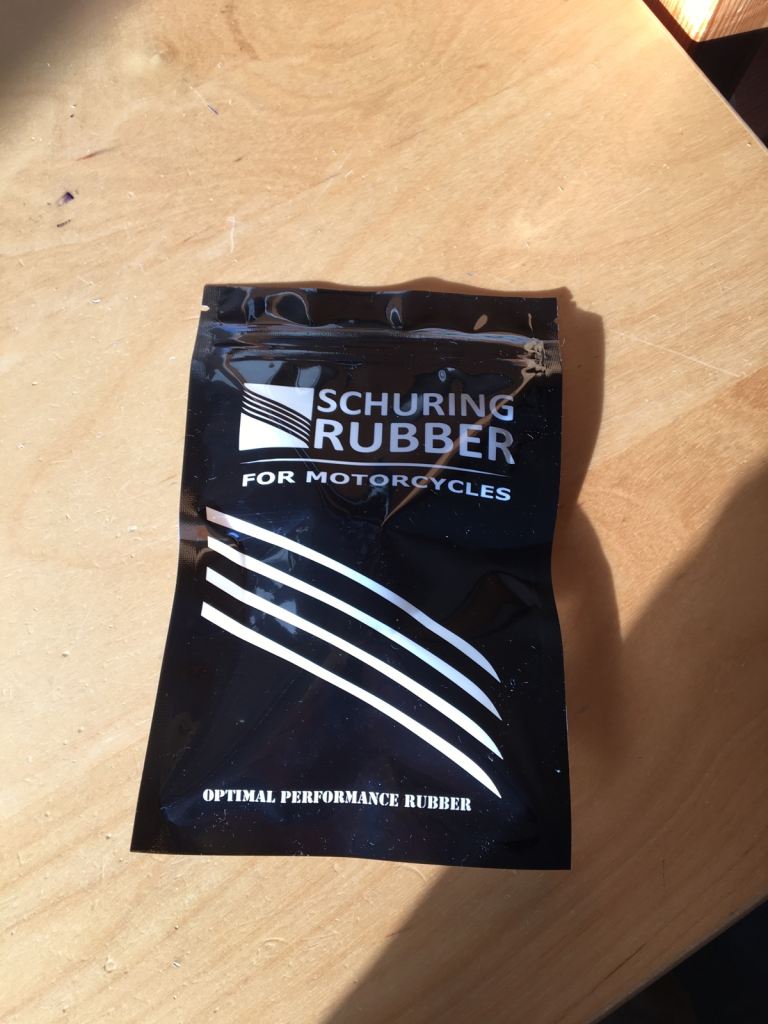 SCHURING
RUBBER
FOR MOTORCYCLES
OPTIMAL PERFORMANCE RUBBER